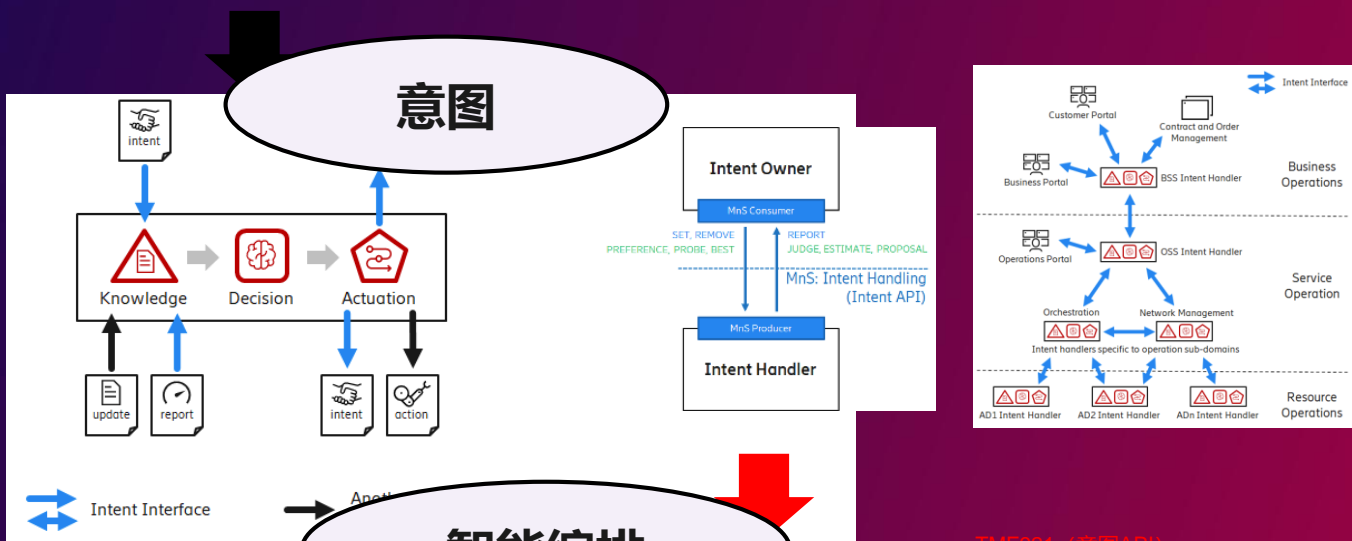 意图
intent
Knowledge
Decision
Actuation
update
report
intent
action
Intent Interface
Intent Owner
MnS Consumer
SET, REMOVE
PREFERENCE, PROBE, BEST
REPORT
JUDGE, ESTIMATE, PROPOSAL
MnS: Intent Handling
(Intent API)
MnS Producer
Intent Handler
智能编排
Intent Interface
Customer Portal
Contract and Order
Management
Business Portal
BSS Intent Handler
Business
Operations
Operations Portal
OSS Intent Handler
Service
Operation
Orchestration
Network Management
Intent handlers specific to operation sub-domains
AD1 Intent Handler
AD2 Intent Handler
ADn Intent Handler
Resource
Operations